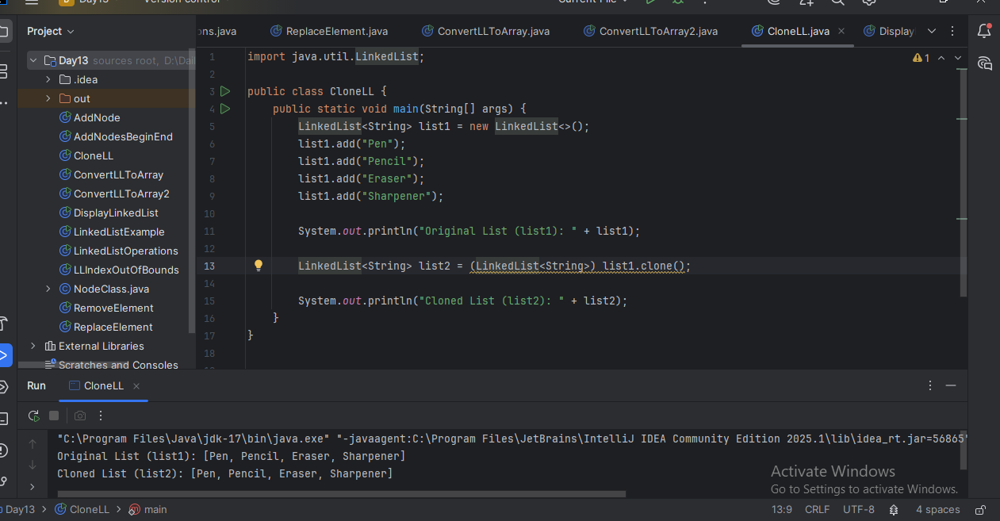 Day13
Version control
Current File
Project
ons.java
ReplaceElement.java
ConvertLLToArray.java
ConvertLLToArray2.java
CloneLL.java
Display
Day13 sources root, D:\Dail
.idea
out
AddNode
AddNodesBeginEnd
CloneLL
ConvertLLToArray
ConvertLLToArray2
DisplayLinkedList
LinkedListExample
LinkedListOperations
LLIndexOutOfBounds
NodeClass.java
RemoveElement
ReplaceElement
External Libraries
Scratches and Consoles
1
1 import java.util.LinkedList;
2
3 public class CloneLL {
4 public static void main(String[] args) {
5 LinkedList<String> list1 = new LinkedList<>();
6 list1.add("Pen");
7 list1.add("Pencil");
8 list1.add("Eraser");
9 list1.add("Sharpener");
10
11 System.out.println("Original List (list1): " + list1);
12
13 LinkedList<String> list2 = (LinkedList<String>) list1.clone();
14
15 System.out.println("Cloned List (list2): " + list2);
16 }
17 }
18
Run
CloneLL
"C:\Program Files\Java\jdk-17\bin\java.exe" "-javaagent:C:\Program Files\JetBrains\IntelliJ IDEA Community Edition 2025.1\lib\idea_rt.jar=56865"
Original List (list1): [Pen, Pencil, Eraser, Sharpener]
Cloned List (list2): [Pen, Pencil, Eraser, Sharpener]
Activate Windows
Go to Settings to activate Windows.
Day13 > CloneLL > main
13:9 CRLF UTF-8 4 spaces